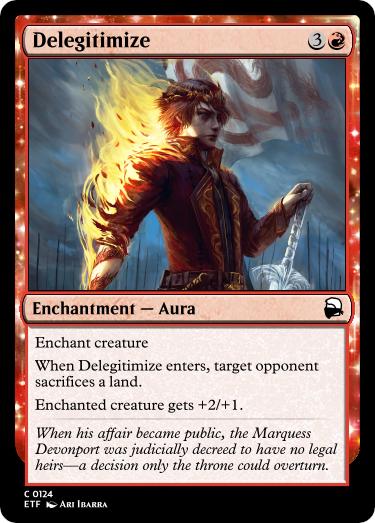 Delegitimize 3
Enchantment — Aura
Enchant creature
When Delegitimize enters, target opponent
sacrifices a land.
Enchanted creature gets +2/+1.
When his affair became public, the Marquess
Devonport was judicially decreed to have no legal
heirs—a decision only the throne could overturn.
C 0124
ETF Ari Ibarra